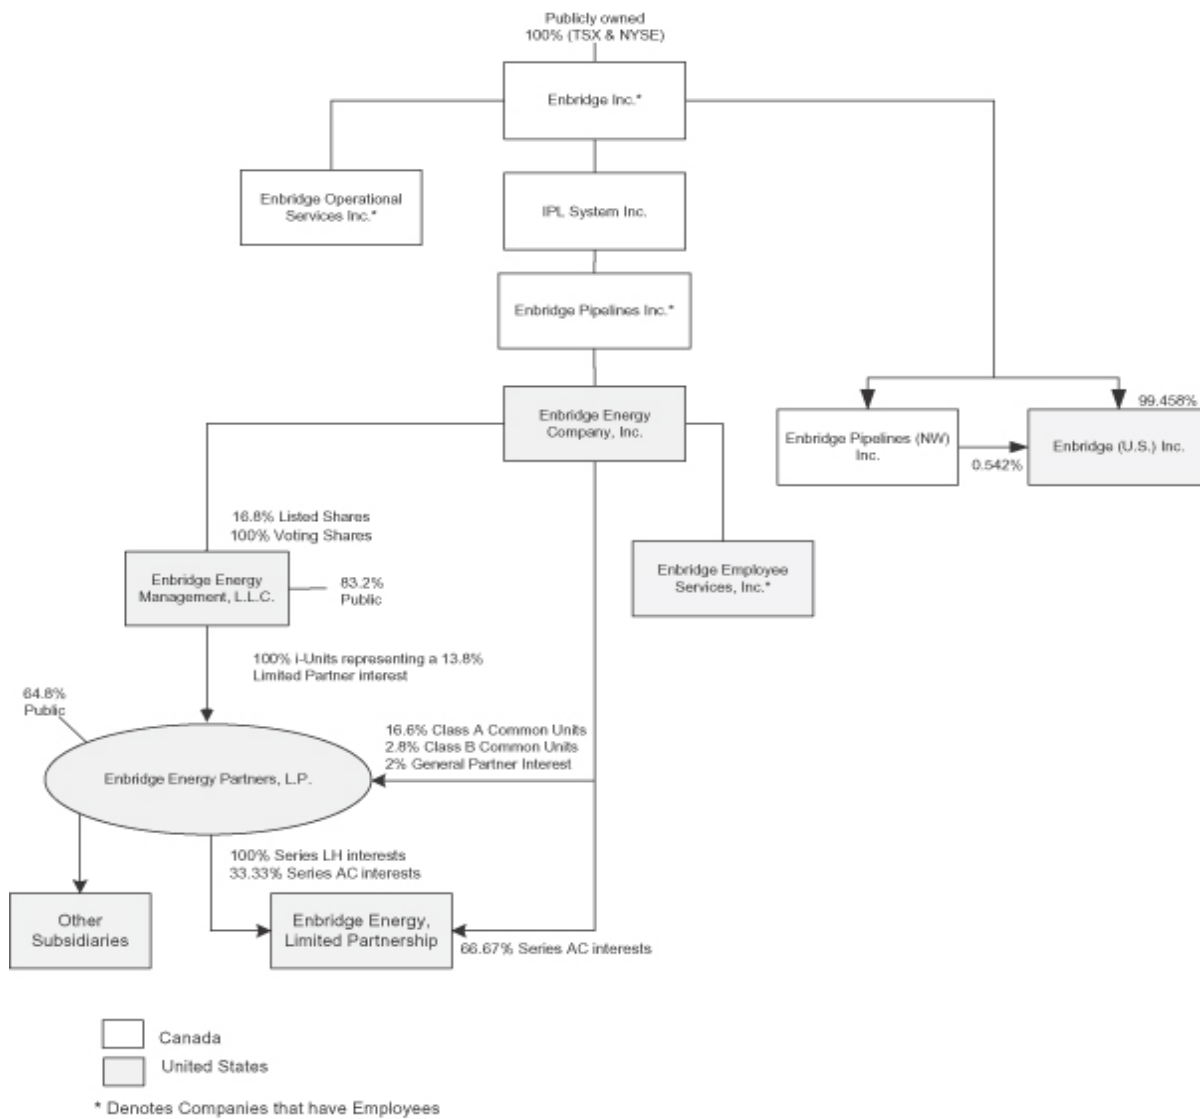 Publicly owned
100% (TSX & NYSE)
Enbridge Inc.*
Enbridge Operational
Services Inc.*
IPL System Inc.
Enbridge Pipelines Inc.*
Enbridge Energy
Company, Inc.
99.458%
Enbridge Pipelines (NW)
Inc.
0.542%
Enbridge (U.S.) Inc.
16.8% Listed Shares
100% Voting Shares
Enbridge Energy
Management, L.L.C.
83.2%
Public
Enbridge Employee
Services, Inc.*
100% i-Units representing a 13.8%
Limited Partner interest
64.8%
Public
16.6% Class A Common Units
2.8% Class B Common Units
2% General Partner Interest
Enbridge Energy Partners, L.P.
100% Series LH interests
33.33% Series AC interests
Other
Subsidiaries
Enbridge Energy,
Limited Partnership
66.67% Series AC interests
Canada
United States
* Denotes Companies that have Employees